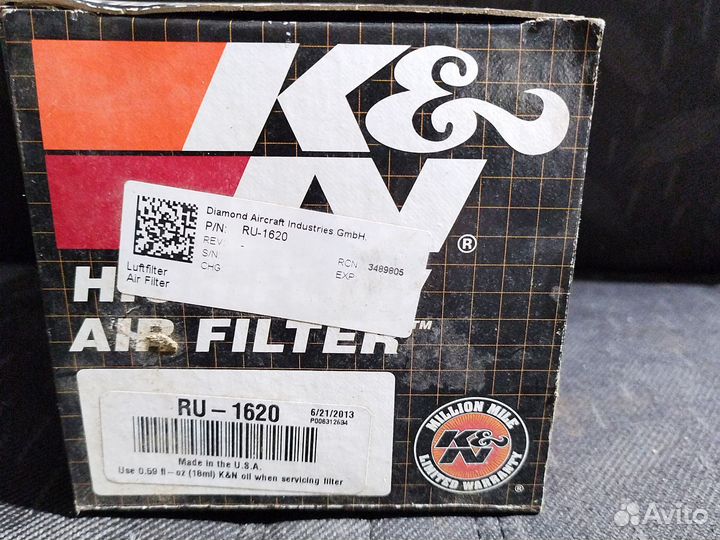 K&N
®
Diamond Aircraft Industries GmbH.
P/N: RU-1620
REV: -
S/N:
CHG
RCN 3489805
EXP
Luftfilter
Air Filter
AIR FILTER™
RU-1620
6/21/2013
Made in the U.S.A.
Use 0.59 fl-oz (18ml) K&N oil when servicing filter
MILLION MILE
K&N
LIMITED WARRANTY
®
Avito